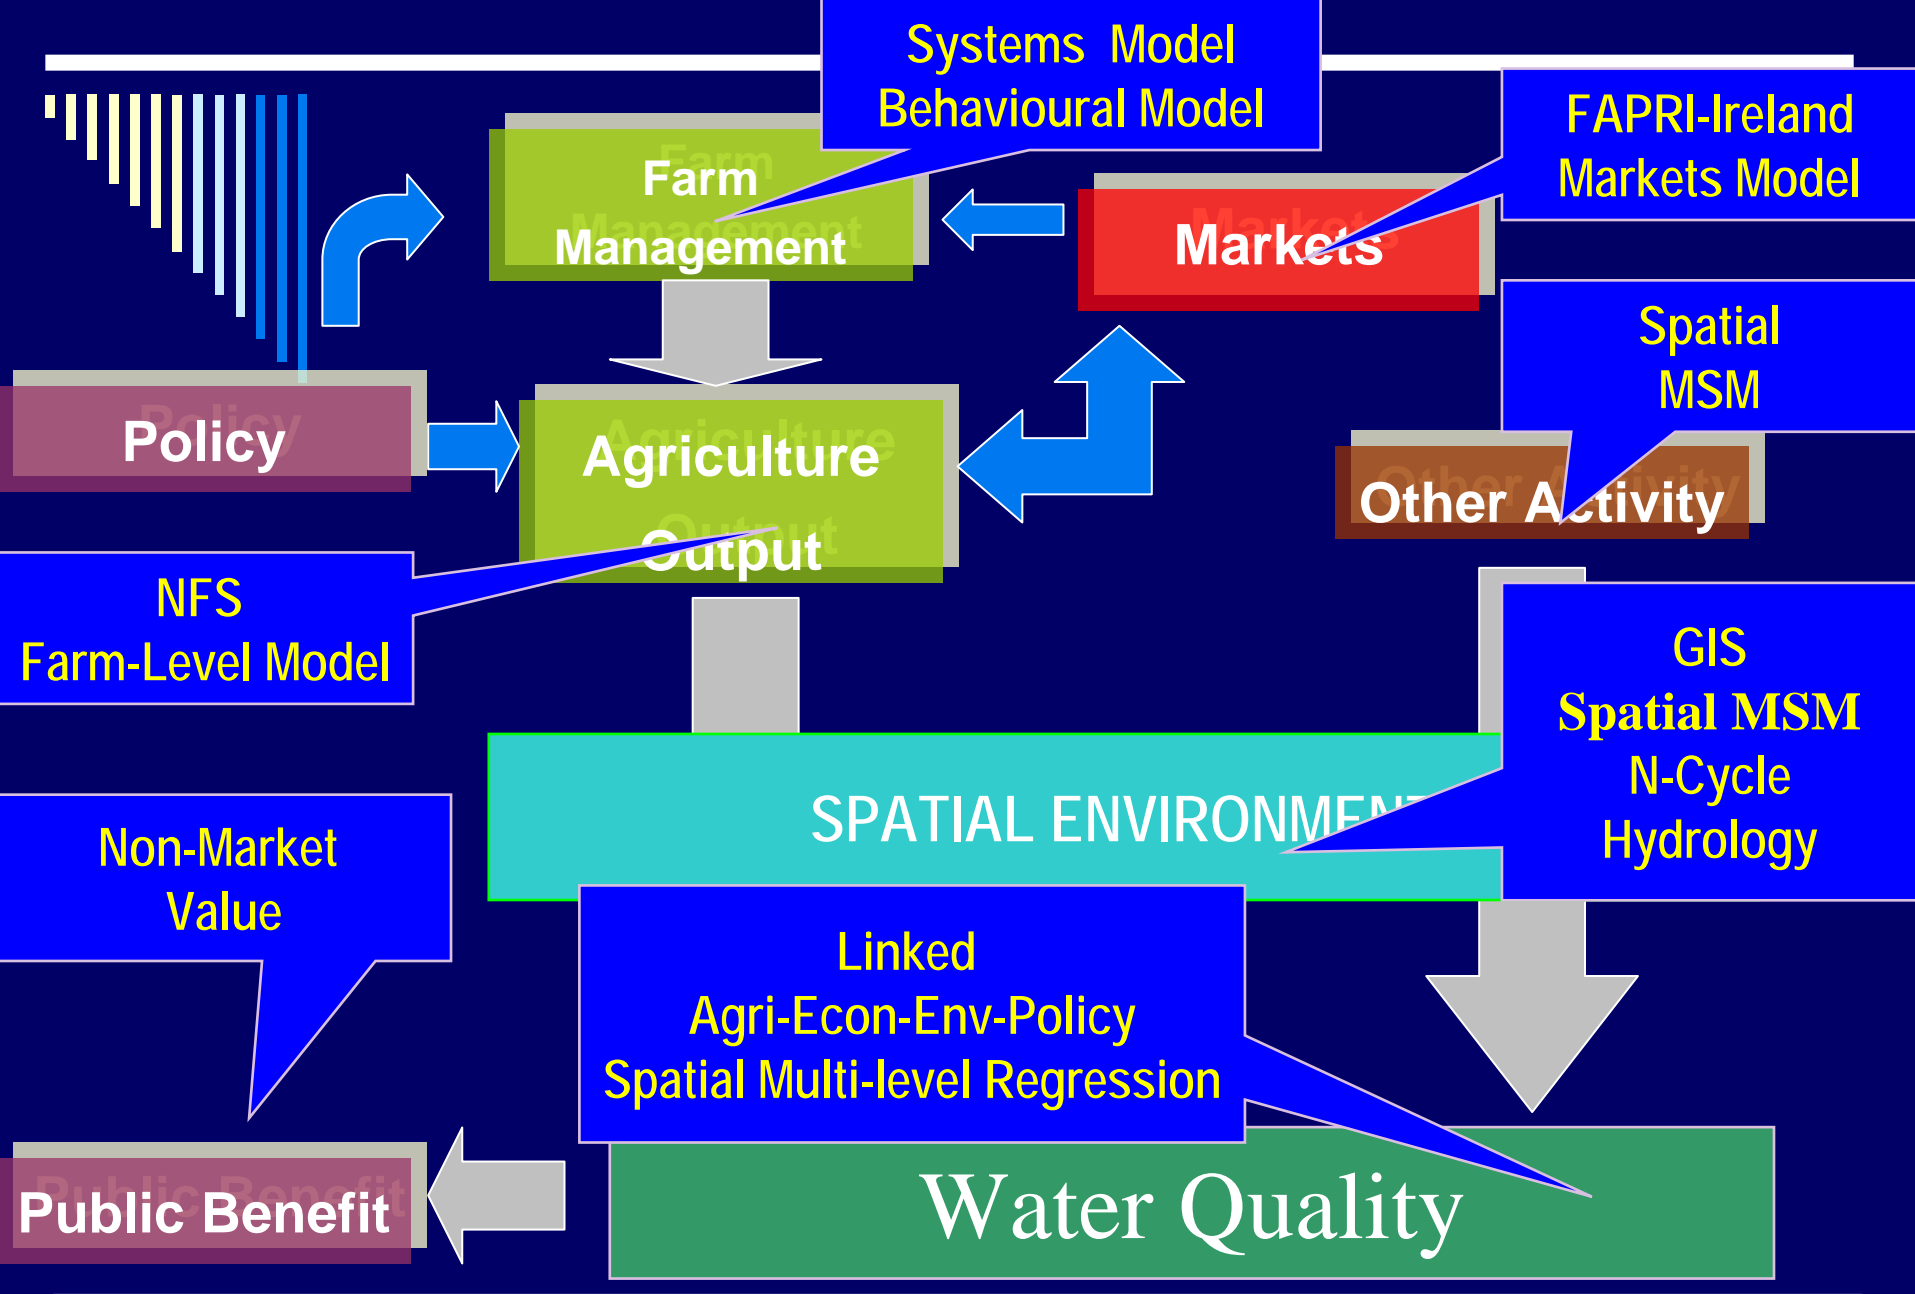 Systems Model
Behavioural Model
FAPRI-Ireland
Markets Model
Farm
Management
Markets
Spatial
MSM
Policy
Agriculture
Output
Other Activity
NFS
Farm-Level Model
GIS
Spatial MSM
N-Cycle
Hydrology
SPATIAL ENVIRONMENT
Non-Market
Value
Linked
Agri-Econ-Env-Policy
Spatial Multi-level Regression
Public Benefit
Water Quality